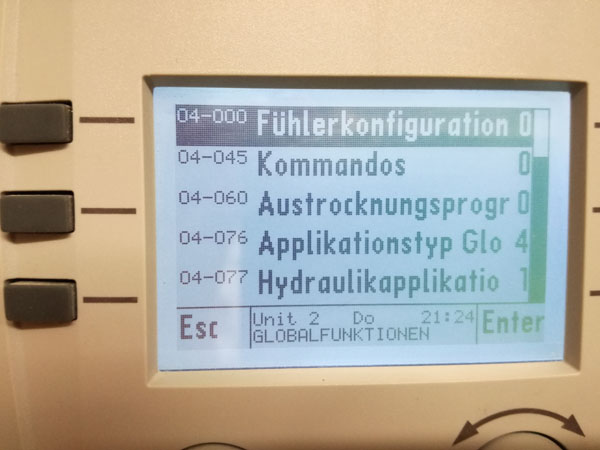 04-000 Fühlerkonfiguration 0
04-045 Kommandos 0
04-060 Austrocknungsprogr 0
04-076 Applikationstyp Glo 4
04-077 Hydraulikapplikatio 1
Esc Unit 2 Do 21:24 Enter
GLOBALFUNKTIONEN